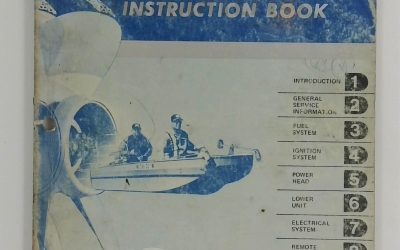 INSTRUCTION BOOK
INTRODUCTION 1
GENERAL
SERVICE
INFORMATION 2
FUEL
SYSTEM 3
IGNITION
SYSTEM 4
POWER
HEAD 5
LOWER
UNIT 6
ELECTRICAL
SYSTEM 7
REMOTE